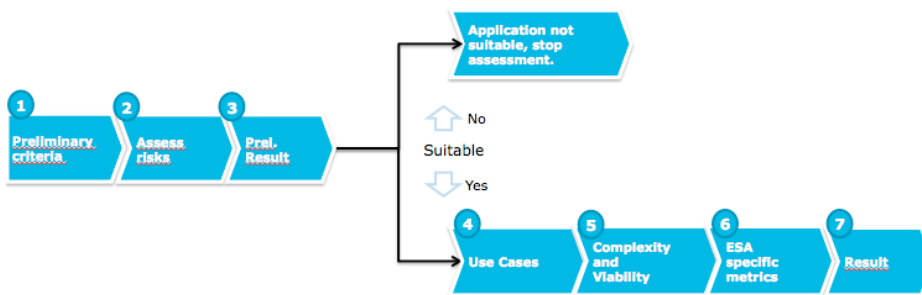 Application not
suitable, stop
assessment.
1
2
3
Preliminary
criteria
Assess
risks
Prel.
Result
No
Suitable
Yes
4
5
6
7
Use Cases
Complexity
and
Viability
ESA
specific
metrics
Result